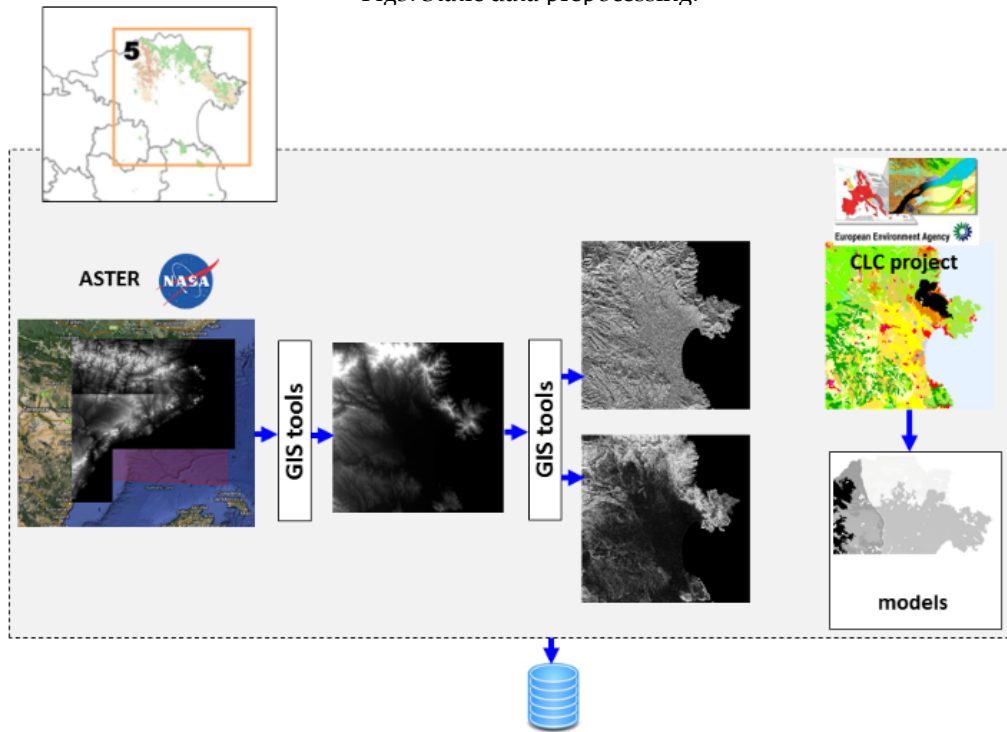 5
European Environment Agency
CLC project
ASTER
NASA
GIS tools
GIS tools
models